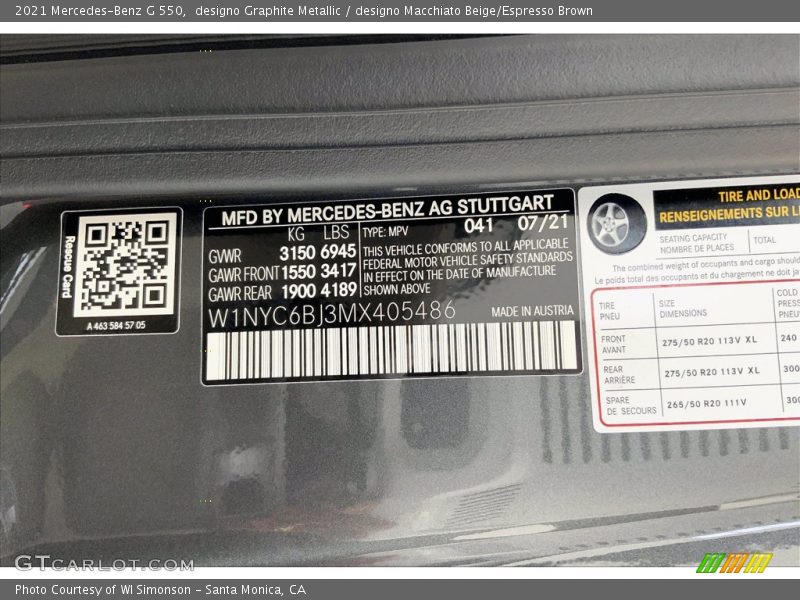 2021 Mercedes-Benz G 550, designo Graphite Metallic / designo Macchiato Beige/Espresso Brown
Rescue Card
A 463 584 57 05
MFD BY MERCEDES-BENZ AG STUTTGART
KG LBS
GVWR 3150 6945
GAWR FRONT 1550 3417
GAWR REAR 1900 4189
TYPE: MPV 041 07/21
THIS VEHICLE CONFORMS TO ALL APPLICABLE
FEDERAL MOTOR VEHICLE SAFETY STANDARDS
IN EFFECT ON THE DATE OF MANUFACTURE
SHOWN ABOVE
W1NYC6BJ3MX405486 MADE IN AUSTRIA
TIRE AND LOAD
RENSEIGNEMENTS SUR
SEATING CAPACITY
NOMBRE DE PLACES
TOTAL
The combined weight of occupants and cargo should
Le poids total des occupants et du chargement ne doit
TIRE
PNEU
SIZE
DIMENSIONS
COLD
FRONT
AVANT
275/50 R20 113V XL 240
REAR
ARRIÈRE
275/50 R20 113V XL 300
SPARE
DE SECOURS
265/50 R20 111V 300
GTCARLOT.COM
Photo Courtesy of WI Simonson - Santa Monica, CA